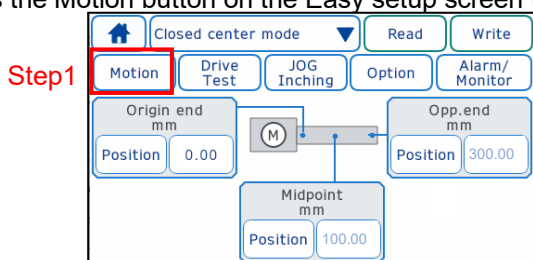 s the Motion button on the Easy setup screen
Closed center mode Read Write
Step1 Motion Drive Test JOG Inching Option Alarm/ Monitor
Origin end mm
Position 0.00
M
Opp.end mm
Position 300.00
Midpoint mm
Position 100.00